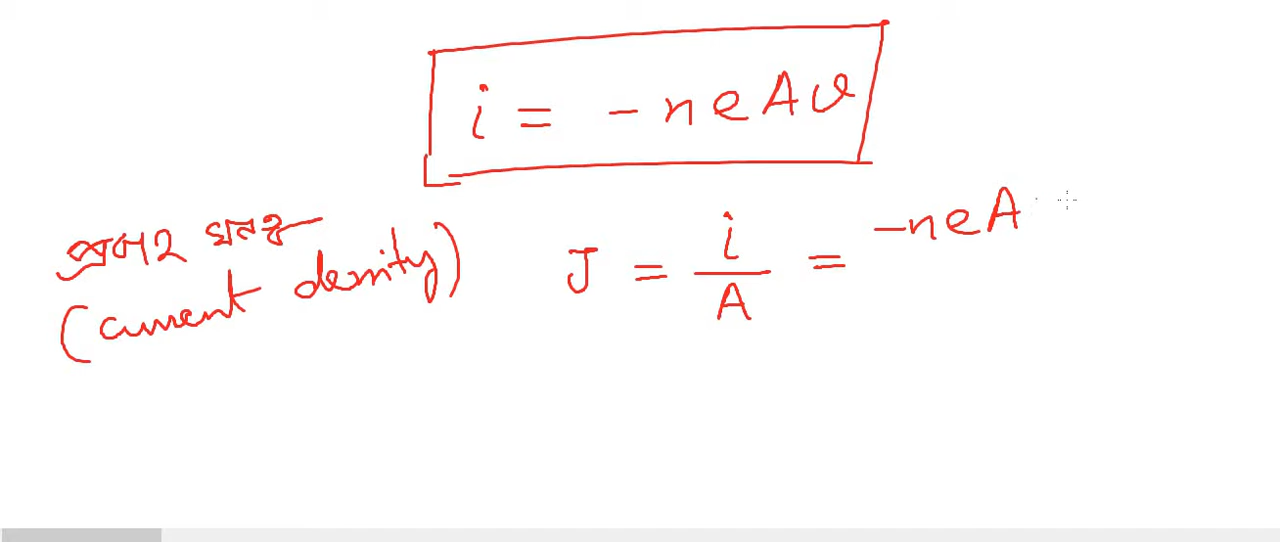 i = -neAv
প্রবাহ ঘনত্ব
(current density)
J = i/A = -neA